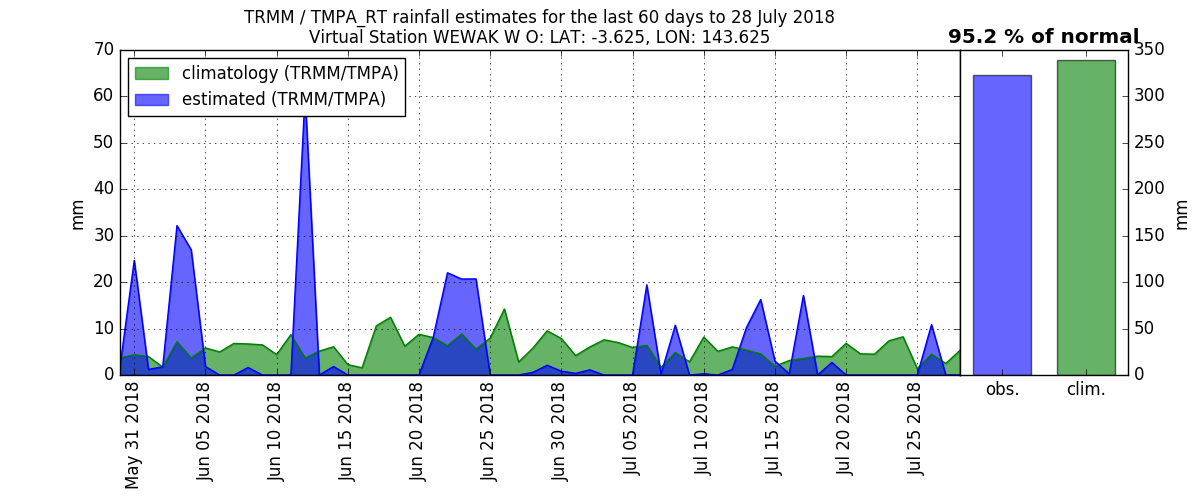 TRMM / TMPA_RT rainfall estimates for the last 60 days to 28 July 2018
Virtual Station WEWAK W O: LAT: -3.625, LON: 143.625
95.2 % of normal
climatology (TRMM/TMPA)
estimated (TRMM/TMPA)
70
60
50
40
30
20
10
0
mm
May 31 2018
Jun 05 2018
Jun 10 2018
Jun 15 2018
Jun 20 2018
Jun 25 2018
Jun 30 2018
Jul 05 2018
Jul 10 2018
Jul 15 2018
Jul 20 2018
Jul 25 2018
obs.
clim.
350
300
250
200
150
100
50
0
mm